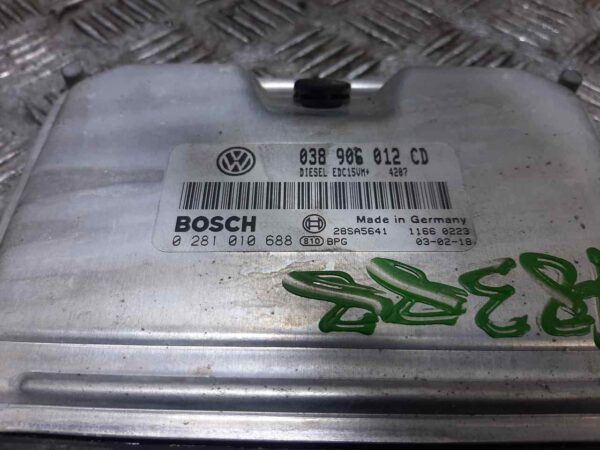 038 906 012 CD
DIESEL EDC15VM+ 4287
BOSCH Made in Germany
0 281 010 688 810 BPG 28SA5641 1166 0223
03-02-18